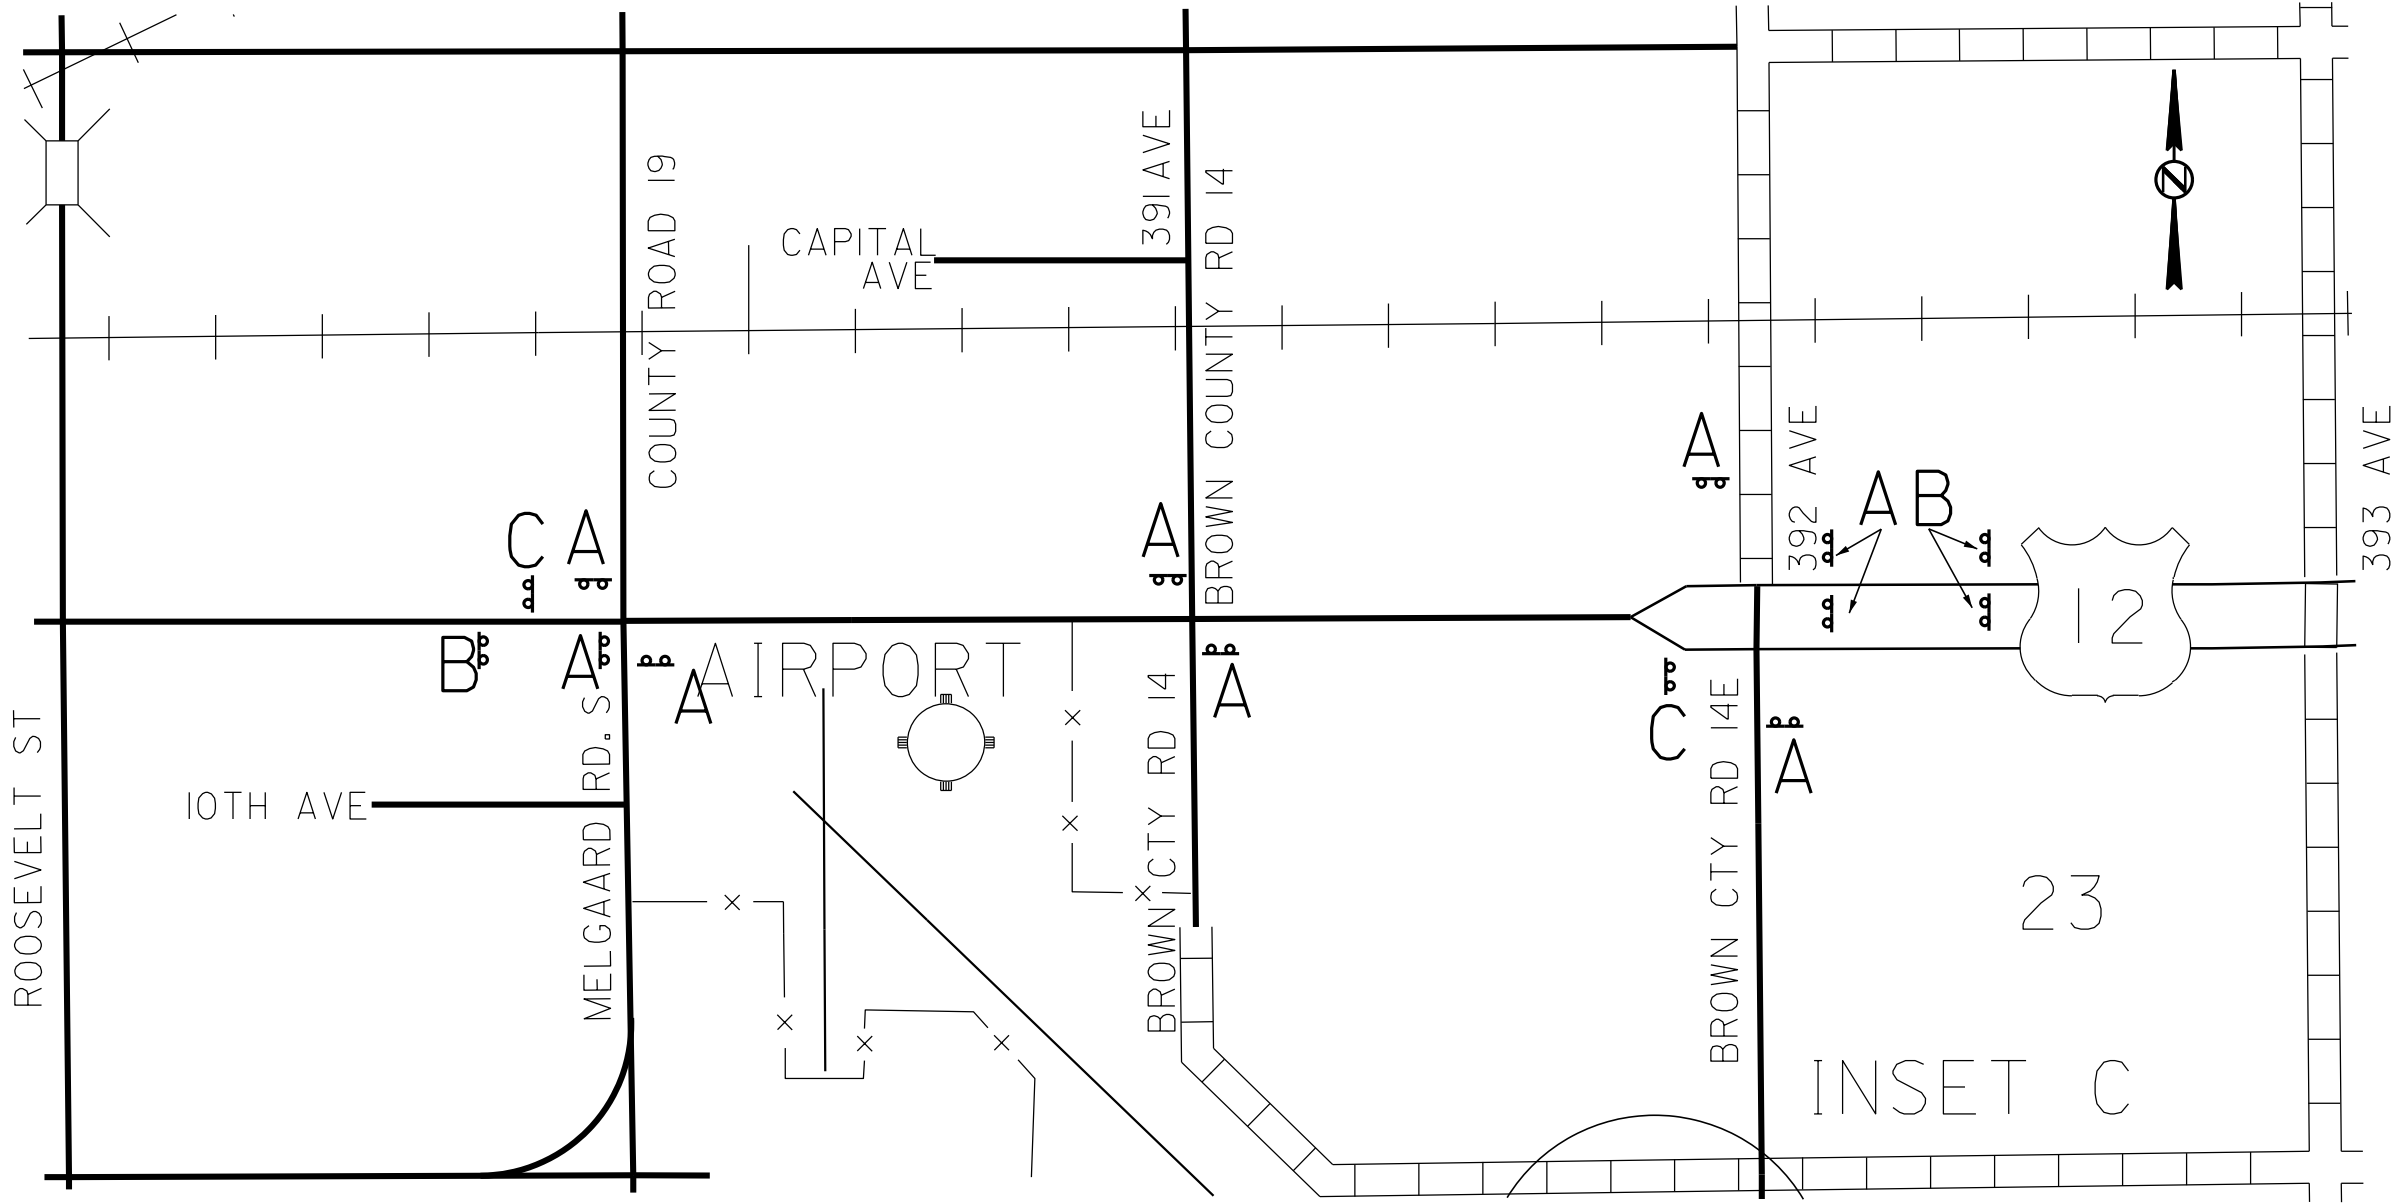 COUNTY ROAD 19
391 AVE
BROWN COUNTY RD 14
CAPITAL
AVE
N
A
392 AVE
A B
393 AVE
12
C A
A
B
A
A
AIRPORT
A
C
A
ROOSEVELT ST
10TH AVE
MELGAARD RD. S
BROWN CTY RD 14
BROWN CTY RD 14E
23
INSET C